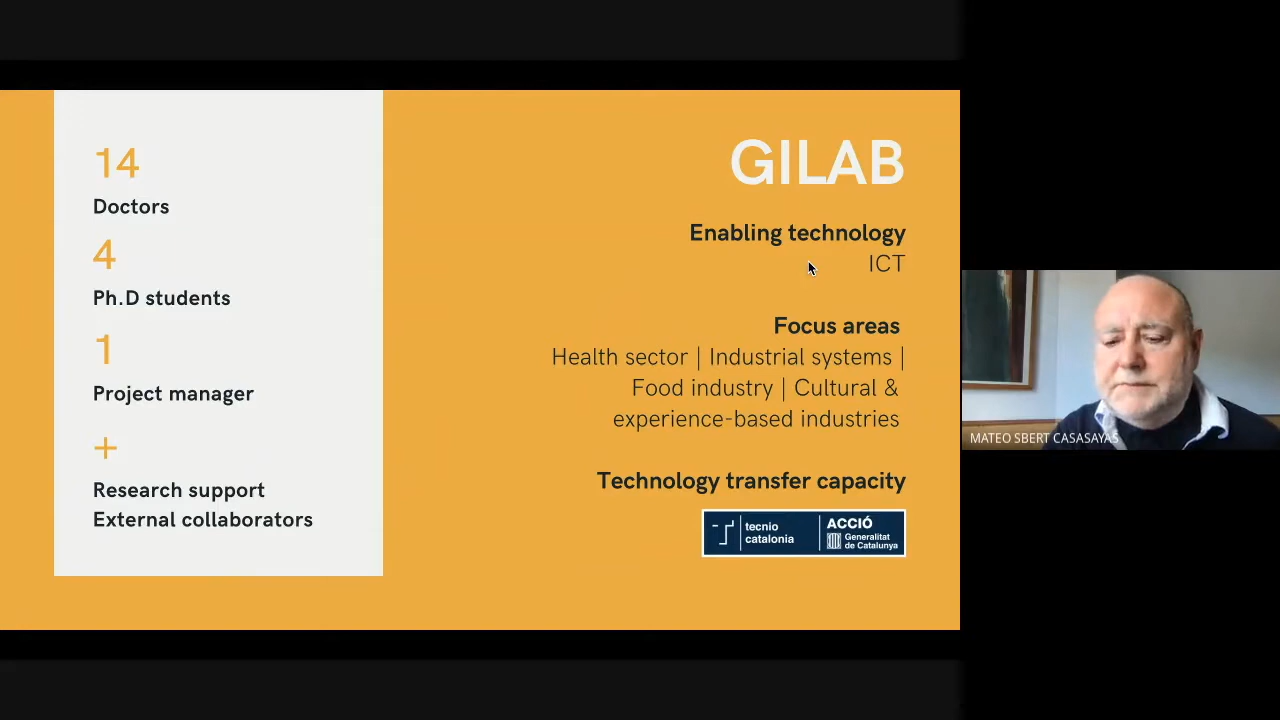 14
Doctors
4
Ph.D students
1
Project manager
+
Research support
External collaborators
GILAB
Enabling technology
ICT
Focus areas
Health sector | Industrial systems |
Food industry | Cultural &
experience-based industries
Technology transfer capacity
tecnio
catalonia
ACCIÓ
Generalitat
de Catalunya
MATEO SBERT CASASAYAS